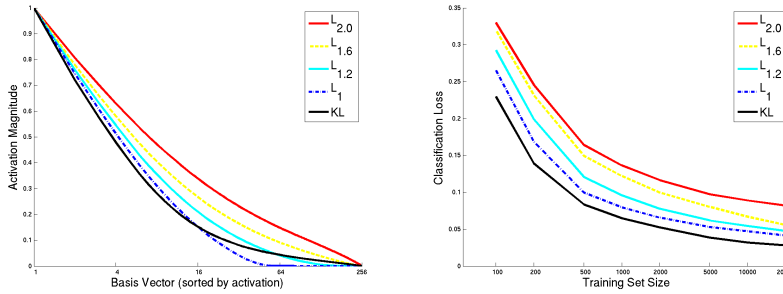 1
0.9
0.8
0.7
0.6
0.5
0.4
0.3
0.2
0.1
0
Activation Magnitude
1 4 16 64 256
Basis Vector (sorted by activation)
L2.0
L1.6
L1.2
L1
KL
0.35
0.3
0.25
0.2
0.15
0.1
0.05
0
Classification Loss
100 200 500 1000 2000 5000 10000
Training Set Size
L2.0
L1.6
L1.2
L1
KL